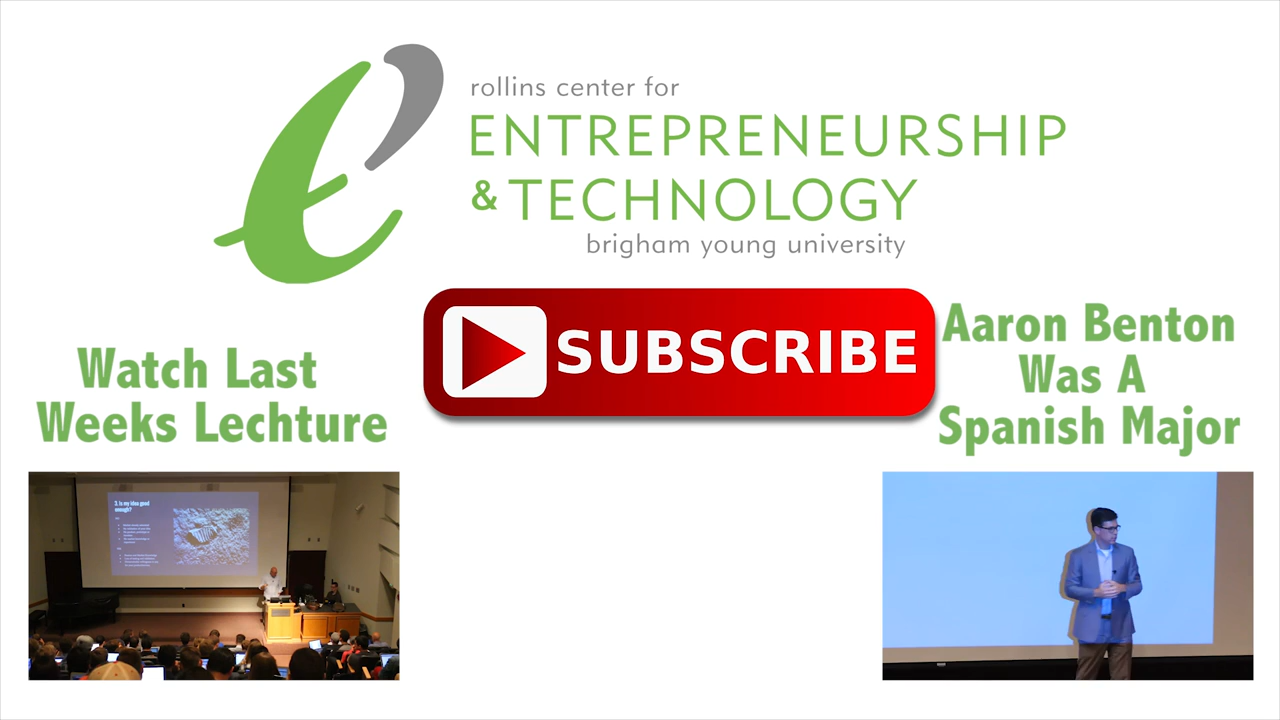 rollins center for
ENTREPRENEURSHIP
& TECHNOLOGY
brigham young university
SUBSCRIBE
Watch Last
Weeks Lechture
Aaron Benton
Was A
Spanish Major
3. Is my idea good
enough?